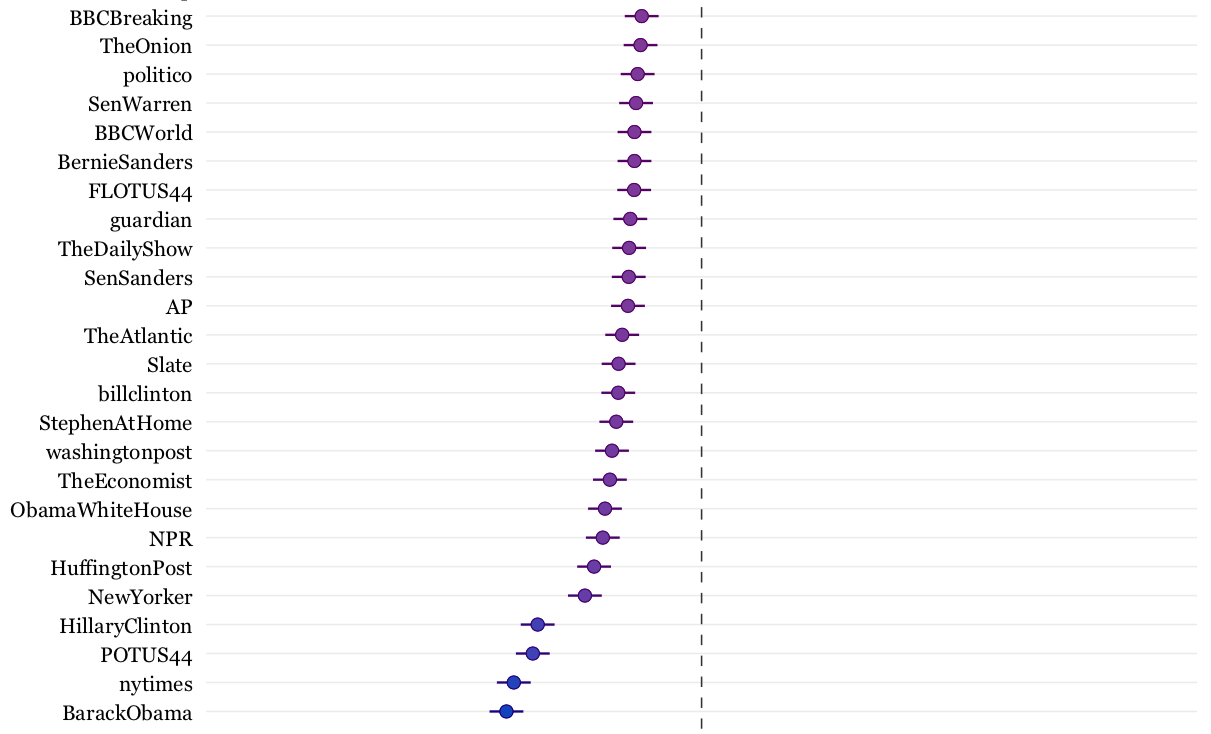 BBCBreaking
TheOnion
politico
SenWarren
BBCWorld
BernieSanders
FLOTUS44
guardian
TheDailyShow
SenSanders
AP
TheAtlantic
Slate
billclinton
StephenAtHome
washingtonpost
TheEconomist
ObamaWhiteHouse
NPR
HuffingtonPost
NewYorker
HillaryClinton
POTUS44
nytimes
BarackObama